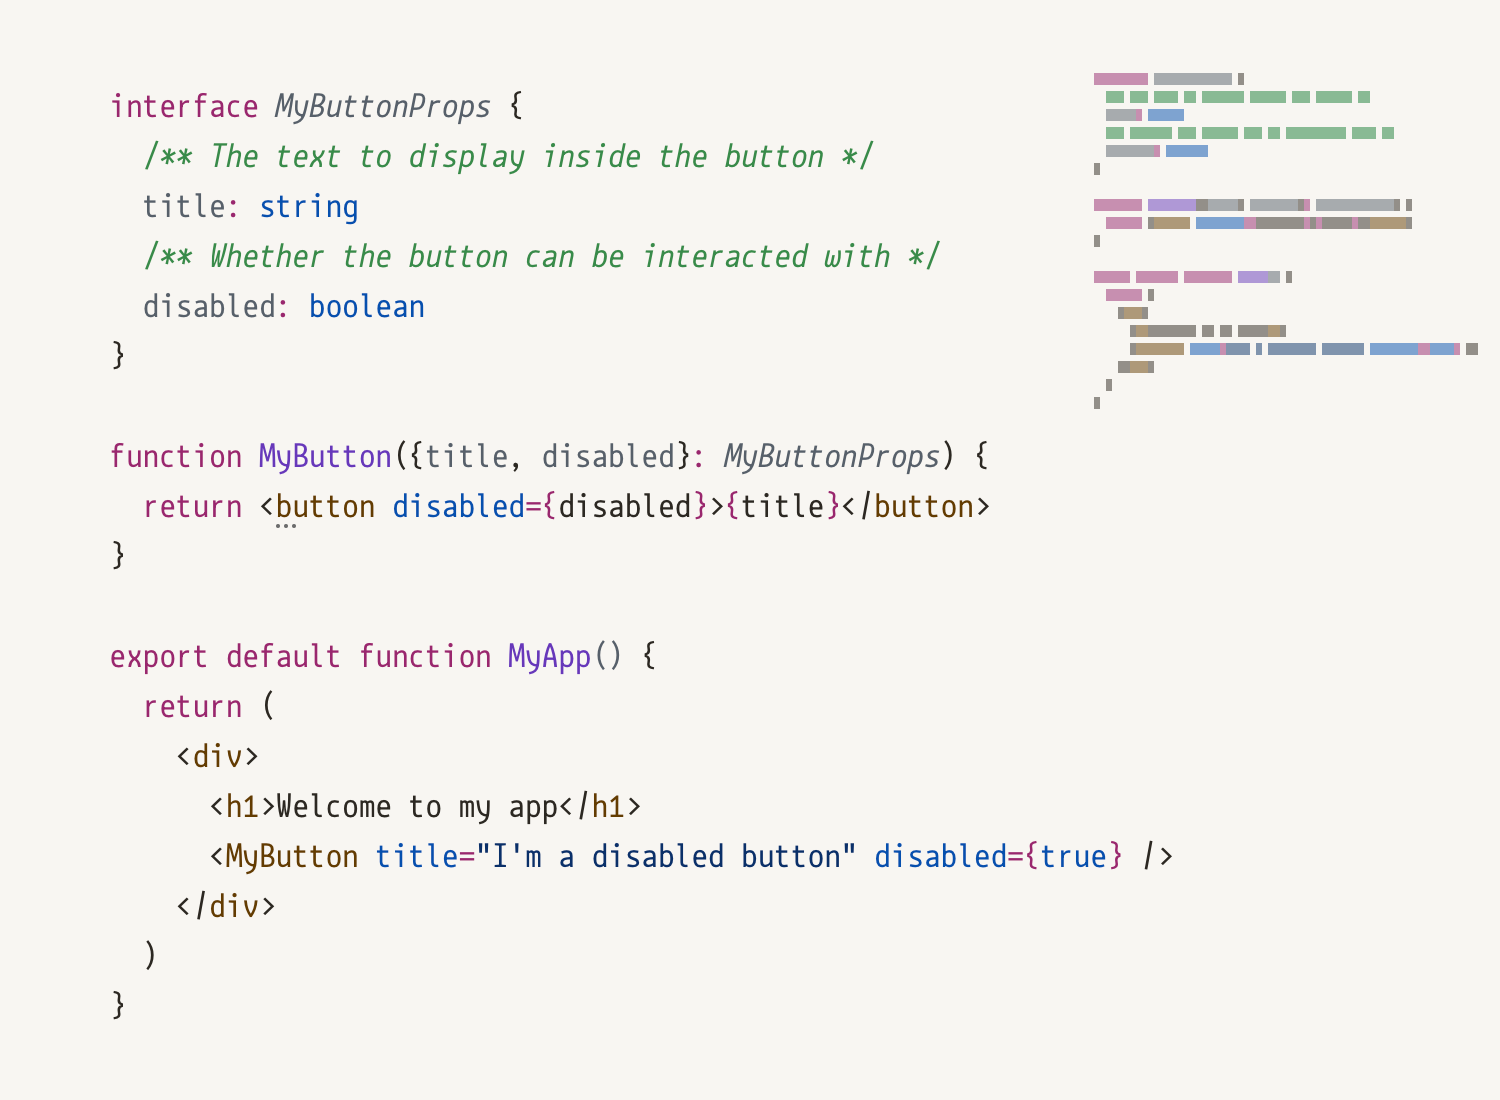 interface MyButtonProps {
  /** The text to display inside the button */
  title: string
  /** Whether the button can be interacted with */
  disabled: boolean
}

function MyButton({title, disabled}: MyButtonProps) {
  return <button disabled={disabled}>{title}</button>
}

export default function MyApp() {
  return (
    <div>
      <h1>Welcome to my app</h1>
      <MyButton title="I'm a disabled button" disabled={true} />
    </div>
  )
}